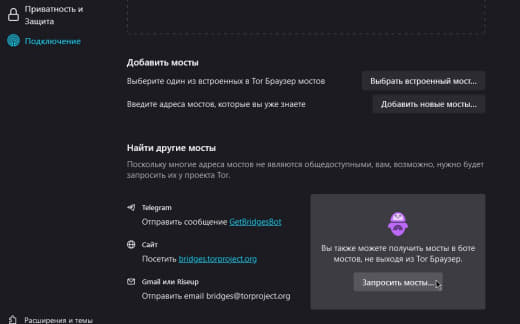 Приватность и
Защита
Подключение
Добавить мосты
Выберите один из встроенных в Tor Браузер мостов
Выбрать встроенный мост...
Введите адреса мостов, которые вы уже знаете
Добавить новые мосты...
Найти другие мосты
Поскольку многие адреса мостов не являются общедоступными, вам, возможно, нужно будет
запросить их у проекта Tor.
Telegram
Отправить сообщение GetBridgesBot
Сайт
Посетить bridges.torproject.org
Gmail или Riseup
Отправить email bridges@torproject.org
Вы также можете получить мосты в боте
мостов, не выходя из Tor Браузер.
Запросить мосты...
Расширения и темы